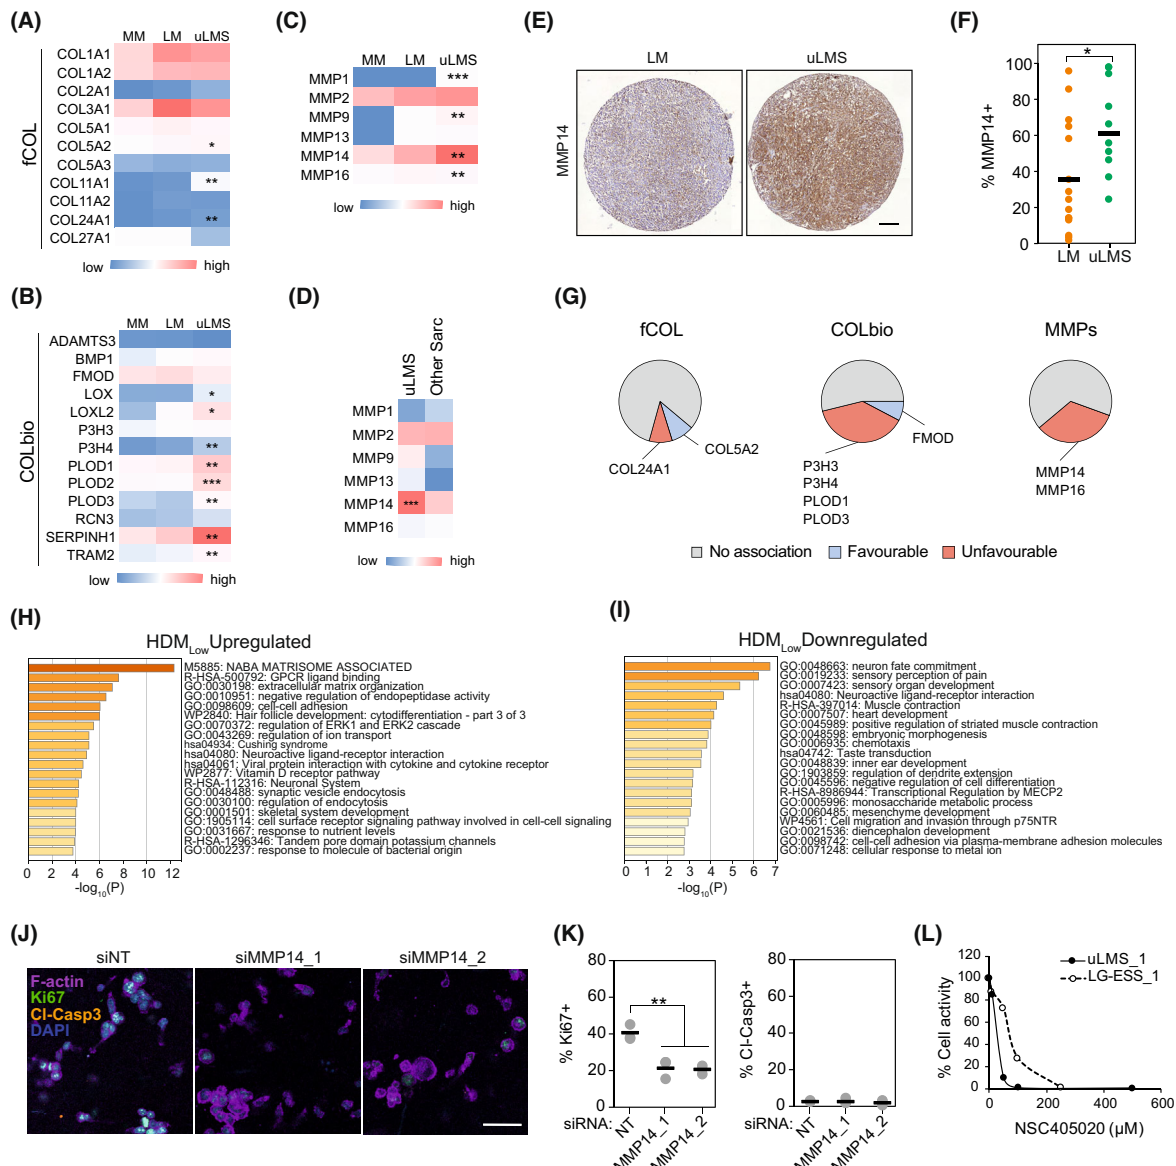 (A)
MM LM uLMS
fCOL
COL1A1
COL1A2
COL2A1
COL3A1
COL5A1
COL5A2 *
COL5A3
COL11A1 **
COL11A2
COL24A1 **
COL27A1
low high
(B)
MM LM uLMS
COLbio
ADAMTS3
BMP1
FMOD
LOX *
LOXL2 *
P3H3
P3H4 **
PLOD1 **
PLOD2 ***
PLOD3 **
RCN3
SERPINH1 **
TRAM2 **
low high
(C)
MM LM uLMS
MMP1 ***
MMP2
MMP9 **
MMP13
MMP14 **
MMP16 **
low high
(D)
uLMS
Other Sarc
MMP1
MMP2
MMP9
MMP13
MMP14 ***
MMP16
low high
(E)
LM uLMS
MMP14
(F)
*
% MMP14+
100
80
60
40
20
0
LM uLMS
(G)
fCOL
COL24A1
COL5A2
COLbio
FMOD
P3H3
P3H4
PLOD1
PLOD3
MMPs
MMP14
MMP16
No association Favourable Unfavourable
(H)
HDMLow Upregulated
M5885: NABA MATRISOME ASSOCIATED
R-HSA-500792: GPCR ligand binding
GO:0030198: extracellular matrix organization
GO:0010951: negative regulation of endopeptidase activity
GO:0098609: cell-cell adhesion
WP2840: Hair follicle development: cytodifferentiation - part 3 of 3
GO:0070372: regulation of ERK1 and ERK2 cascade
GO:0043269: regulation of ion transport
hsa04934: Cushing syndrome
hsa04080: Neuroactive ligand-receptor interaction
hsa04061: Viral protein interaction with cytokine and cytokine receptor
WP2877: Vitamin D receptor pathway
R-HSA-112316: Neuronal System
GO:0048488: synaptic vesicle endocytosis
GO:0030100: regulation of endocytosis
GO:0001501: skeletal system development
GO:1905114: cell surface receptor signaling pathway involved in cell-cell signaling
GO:0031667: response to nutrient levels
R-HSA-1296346: Tandem pore domain potassium channels
GO:0002237: response to molecule of bacterial origin
0 2 4 6 8 10 12
-log10(P)
(I)
HDMLow Downregulated
GO:0048663: neuron fate commitment
GO:0019233: sensory perception of pain
GO:0007423: sensory organ development
hsa04080: Neuroactive ligand-receptor interaction
R-HSA-397014: Muscle contraction
GO:0007507: heart development
GO:0045989: positive regulation of striated muscle contraction
GO:0048598: embryonic morphogenesis
GO:0006935: chemotaxis
hsa04742: Taste transduction
GO:0048839: inner ear development
GO:1903859: regulation of dendrite extension
GO:0045596: negative regulation of cell differentiation
R-HSA-8986944: Transcriptional Regulation by MECP2
GO:0005996: monosaccharide metabolic process
GO:0060485: mesenchyme development
WP4561: Cell migration and invasion through p75NTR
GO:0021536: diencephalon development
GO:0098742: cell-cell adhesion via plasma-membrane adhesion molecules
GO:0071248: cellular response to metal ion
0 1 2 3 4 5 6 7
-log10(P)
(J)
siNT siMMP14_1 siMMP14_2
F-actin
Ki67
Cl-Casp3
DAPI
(K)
% Ki67+
80
60
40
20
0
**
siRNA: NT MMP14_1 MMP14_2
% Cl-Casp3+
80
60
40
20
0
siRNA: NT MMP14_1 MMP14_2
(L)
% Cell activity
120
100
80
60
40
20
0
uLMS_1
LG-ESS_1
0 200 400 600
NSC405020 (µM)